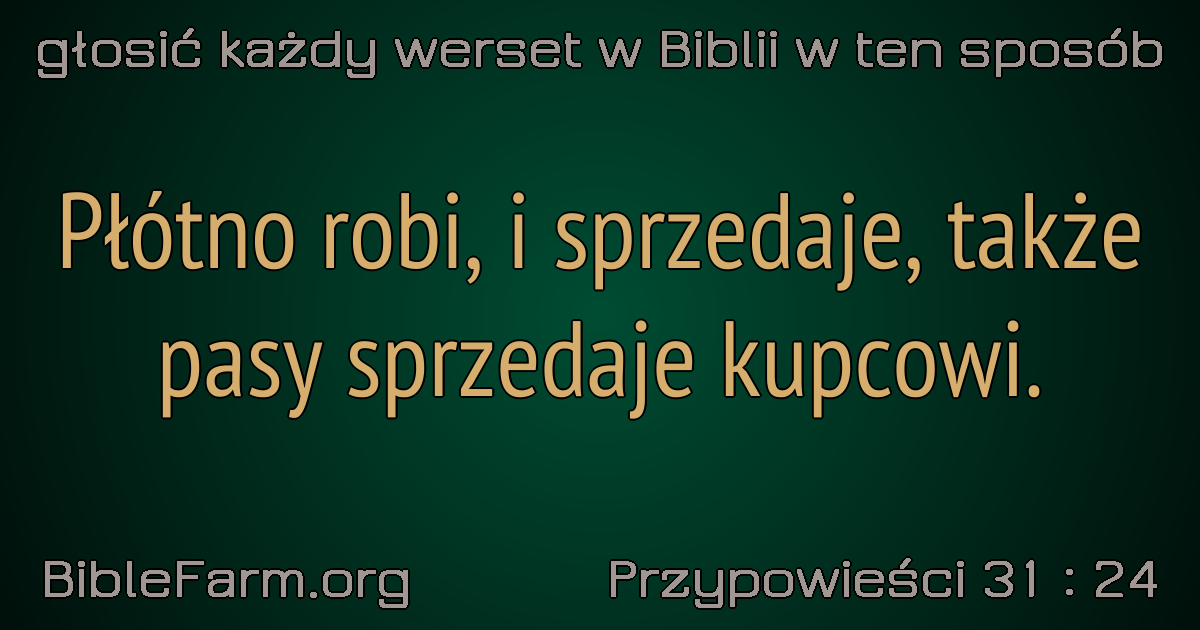 głosić każdy werset w Biblii w ten sposób
Płótno robi, i sprzedaje, także
pasy sprzedaje kupcowi.
BibleFarm.org
Przypowieści 31 : 24